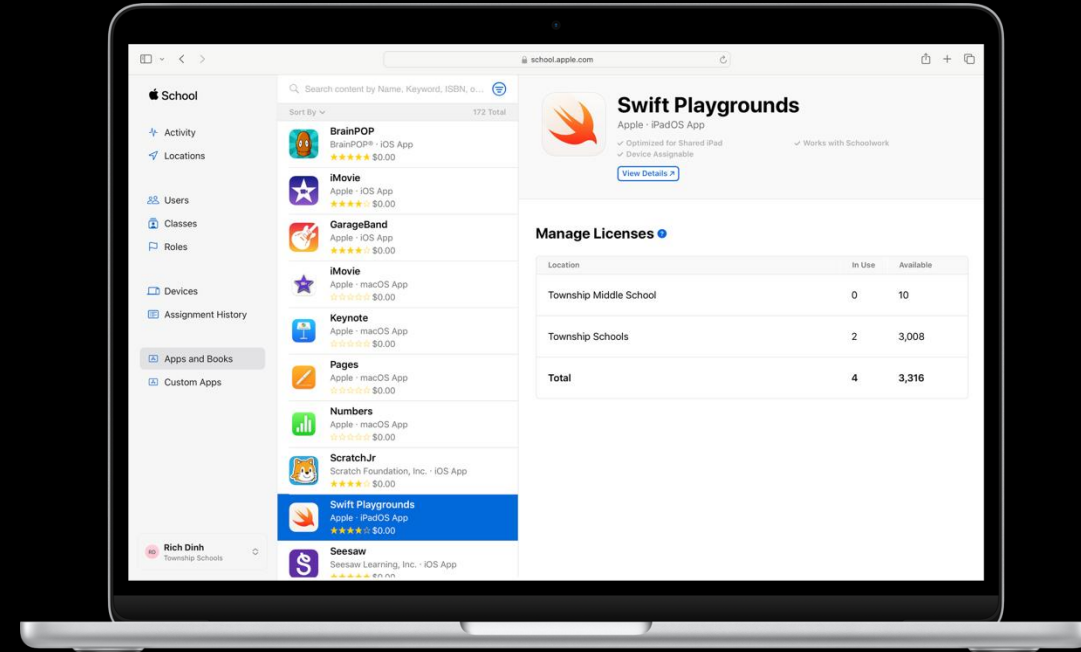 school.apple.com
School
Activity
Locations
Users
Classes
Roles
Devices
Assignment History
Apps and Books
Custom Apps
RG
Rich Dinh
Township Schools
Search content by Name, Keyword, ISBN, o...
Sort By
172 Total
BrainPOP
BrainPOP® · iOS App
$0.00
iMovie
Apple · iOS App
$0.00
GarageBand
Apple · iOS App
$0.00
iMovie
Apple · macOS App
$0.00
Keynote
Apple · macOS App
$0.00
Pages
Apple · macOS App
$0.00
Numbers
Apple · macOS App
$0.00
ScratchJr
Scratch Foundation, Inc. · iOS App
$0.00
Swift Playgrounds
Apple · iPadOS App
$0.00
Seesaw
Seesaw Learning, Inc. · iOS App
$0.00
Swift Playgrounds
Apple · iPadOS App
Optimized for Shared iPad
Works with Schoolwork
Device Assignable
View Details
Manage Licenses
Location In Use Available
Township Middle School 0 10
Township Schools 2 3,008
Total 4 3,316